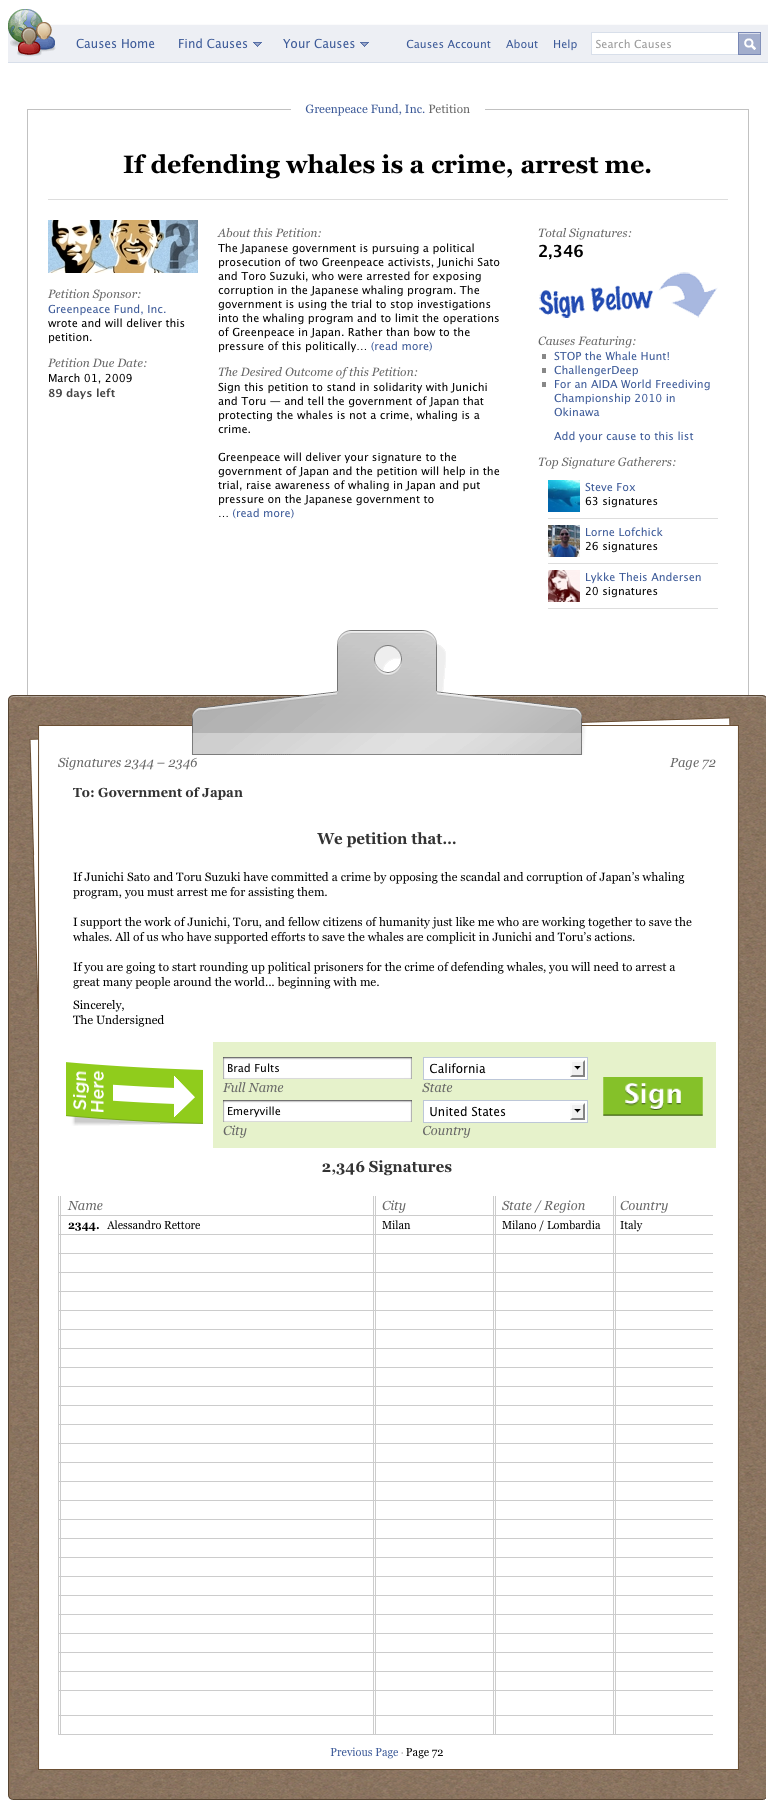 Causes Home Find Causes Your Causes Causes Account About Help Search Causes
Greenpeace Fund, Inc. Petition
If defending whales is a crime, arrest me.
?
Petition Sponsor:
Greenpeace Fund, Inc.
wrote and will deliver this
petition.
Petition Due Date:
March 01, 2009
89 days left
About this Petition:
The Japanese government is pursuing a political
prosecution of two Greenpeace activists, Junichi Sato
and Toro Suzuki, who were arrested for exposing
corruption in the Japanese whaling program. The
government is using the trial to stop investigations
into the whaling program and to limit the operations
of Greenpeace in Japan. Rather than bow to the
pressure of this politically... (read more)
The Desired Outcome of this Petition:
Sign this petition to stand in solidarity with Junichi
and Toru — and tell the government of Japan that
protecting the whales is not a crime, whaling is a
crime.
Greenpeace will deliver your signature to the
government of Japan and the petition will help in the
trial, raise awareness of whaling in Japan and put
pressure on the Japanese government to
... (read more)
Total Signatures:
2,346
Sign Below
Causes Featuring:
STOP the Whale Hunt!
ChallengerDeep
For an AIDA World Freediving
Championship 2010 in
Okinawa
Add your cause to this list
Top Signature Gatherers:
Steve Fox
63 signatures
Lorne Lofchick
26 signatures
Lykke Theis Andersen
20 signatures
Signatures 2344 – 2346 Page 72
To: Government of Japan
We petition that...
If Junichi Sato and Toru Suzuki have committed a crime by opposing the scandal and corruption of Japan's whaling
program, you must arrest me for assisting them.
I support the work of Junichi, Toru, and fellow citizens of humanity just like me who are working together to save the
whales. All of us who have supported efforts to save the whales are complicit in Junichi and Toru's actions.
If you are going to start rounding up political prisoners for the crime of defending whales, you will need to arrest a
great many people around the world... beginning with me.
Sincerely,
The Undersigned
Sign
Here
Brad Fults California
Full Name State
Emeryville United States
City Country
Sign
2,346 Signatures
Name City State / Region Country
2344. Alessandro Rettore Milan Milano / Lombardia Italy
Previous Page · Page 72